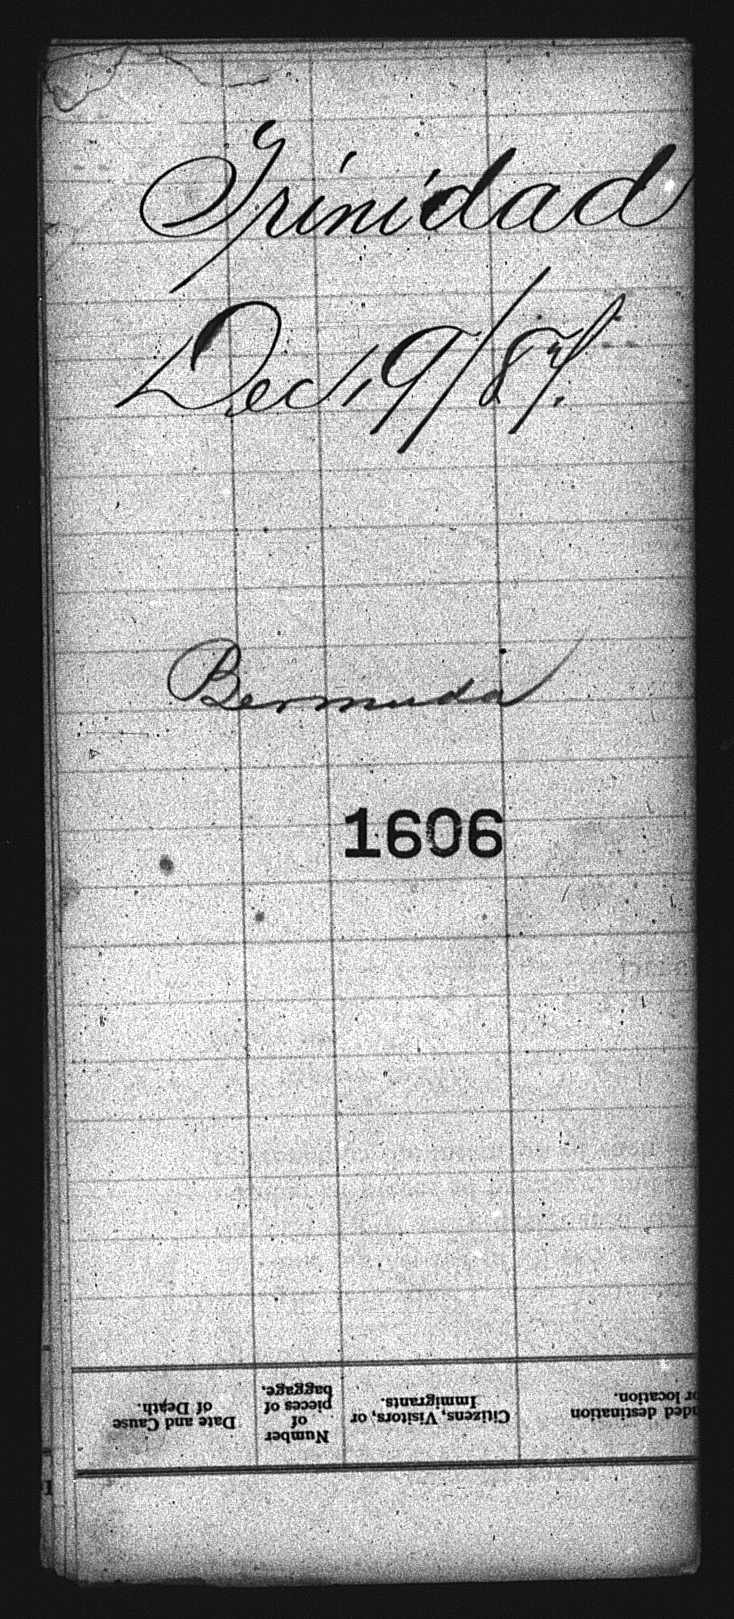 Trinidad
Dec. 19/87.
Bermuda
1606
Date and Cause
of Death.
Number
of
pieces of
baggage.
Citizens, Visitors, or
Immigrants.
nded destination
or location.